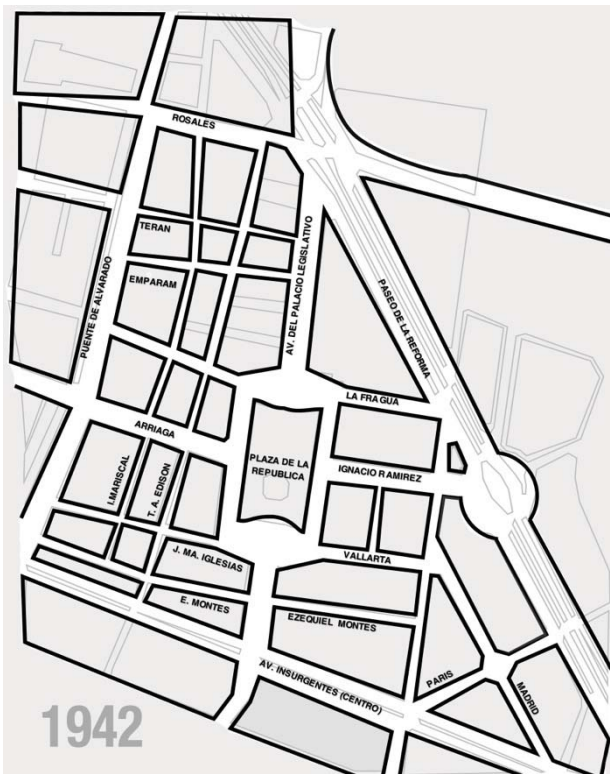 ROSALES
TERAN
EMPARAM
PUENTE DE ALVARADO
AV. DEL PALACIO LEGISLATIVO
PASEO DE LA REFORMA
LA FRAGUA
ARRIAGA
PLAZA DE LA
REPUBLICA
IGNACIO RAMIREZ
I.MARISCAL
T. A. EDISON
VALLARTA
J. MA. IGLESIAS
E. MONTES
EZEQUIEL MONTES
AV. INSURGENTES (CENTRO)
PARIS
MADRID
1942